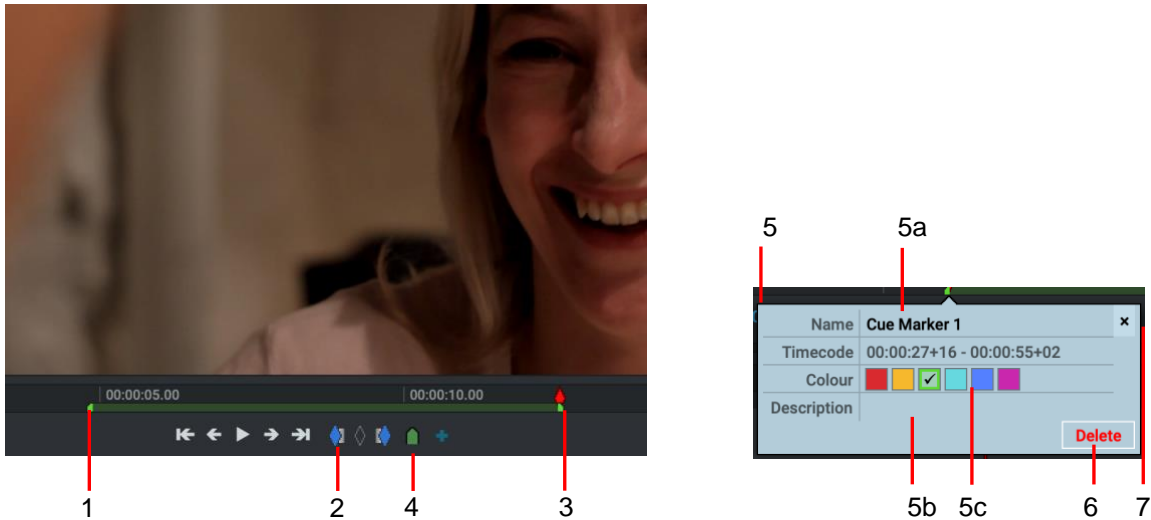 00:00:05.00 00:00:10.00
1 2 4 3
5 5a
Name Cue Marker 1 ×
Timecode 00:00:27+16 - 00:00:55+02
Colour
Description
Delete
5b 5c 6 7